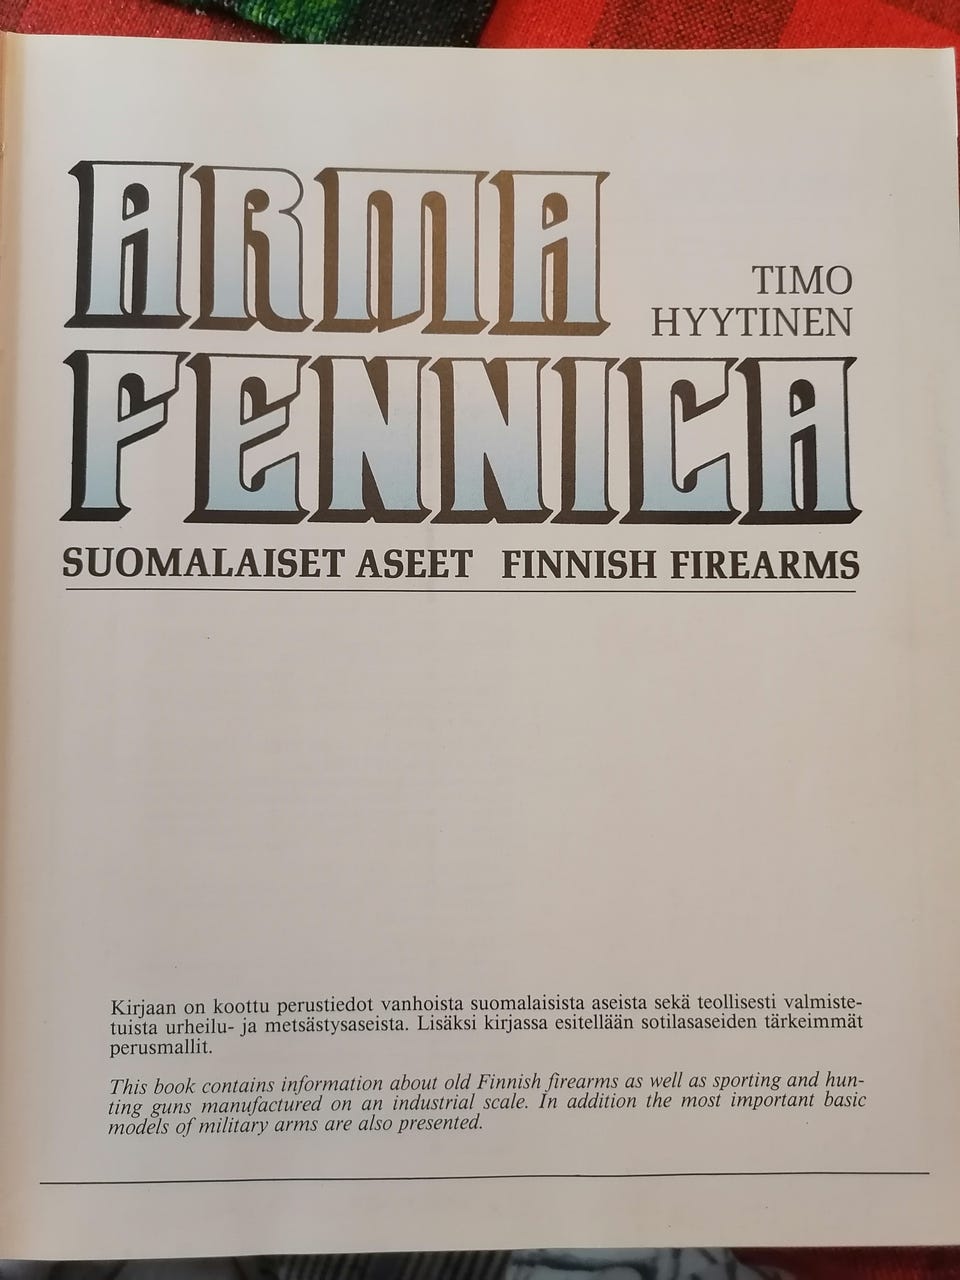 ARMA
TIMO
HYYTINEN
FENNICA
SUOMALAISET ASEET FINNISH FIREARMS
Kirjaan on koottu perustiedot vanhoista suomalaisista aseista sekä teollisesti valmiste-
tuista urheilu- ja metsästysaseista. Lisäksi kirjassa esitellään sotilasaseiden tärkeimmät
perusmallit.
This book contains information about old Finnish firearms as well as sporting and hun-
ting guns manufactured on an industrial scale. In addition the most important basic
models of military arms are also presented.